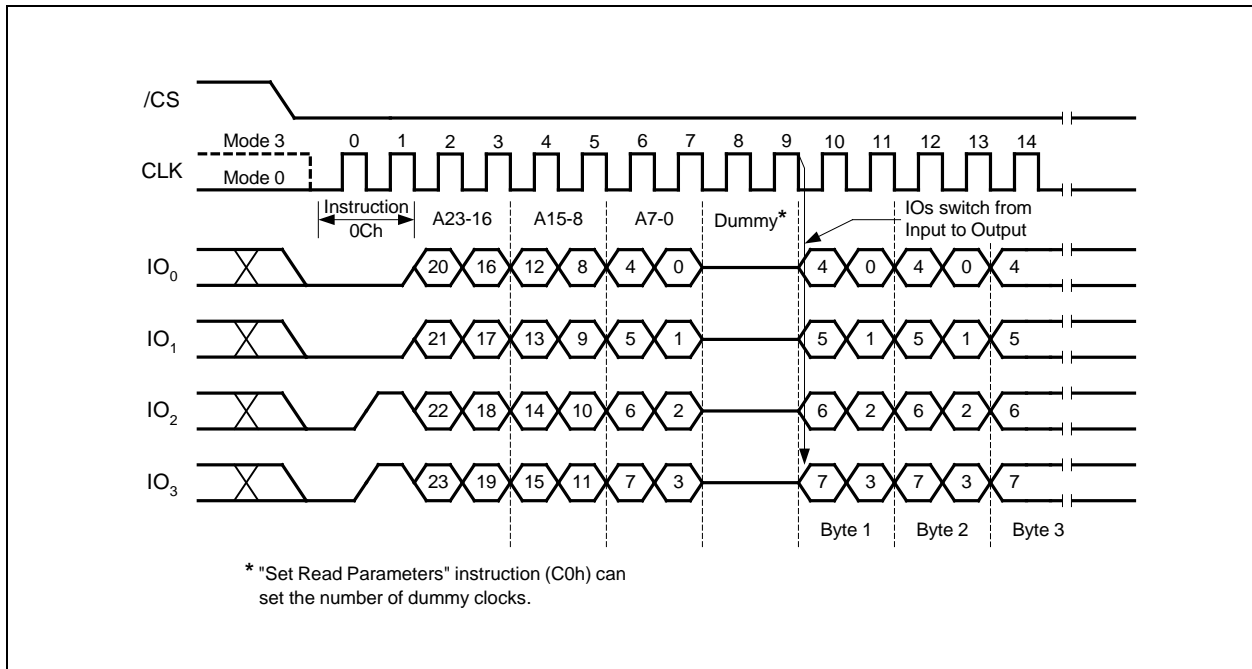 /CS
Mode 3 0 1 2 3 4 5 6 7 8 9 10 11 12 13 14
CLK
Mode 0
Instruction A23-16 A15-8 A7-0 Dummy* IOs switch from
0Ch Input to Output
IO0 20 16 12 8 4 0 4 0 4 0 4
IO1 21 17 13 9 5 1 5 1 5 1 5
IO2 22 18 14 10 6 2 6 2 6 2 6
IO3 23 19 15 11 7 3 7 3 7 3 7
Byte 1 Byte 2 Byte 3
* "Set Read Parameters" instruction (C0h) can
set the number of dummy clocks.